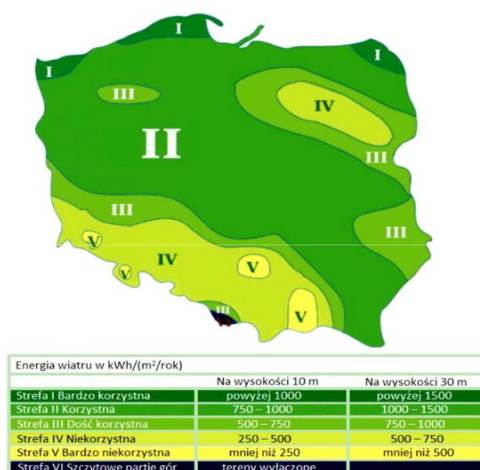 I
I
I
III
IV
II
III
III
III
V
IV
V
V
III
V
Energia wiatru w kWh/(m²/rok)
Na wysokości 10 m Na wysokości 30 m
Strefa I Bardzo korzystna powyżej 1000 powyżej 1500
Strefa II Korzystna 750 – 1000 1000 – 1500
Strefa III Dość korzystna 500 – 750 750 – 1000
Strefa IV Niekorzystna 250 – 500 500 – 750
Strefa V Bardzo niekorzystna mniej niż 250 mniej niż 500
Strefa VI Szczytowe partie gór tereny wyłączone